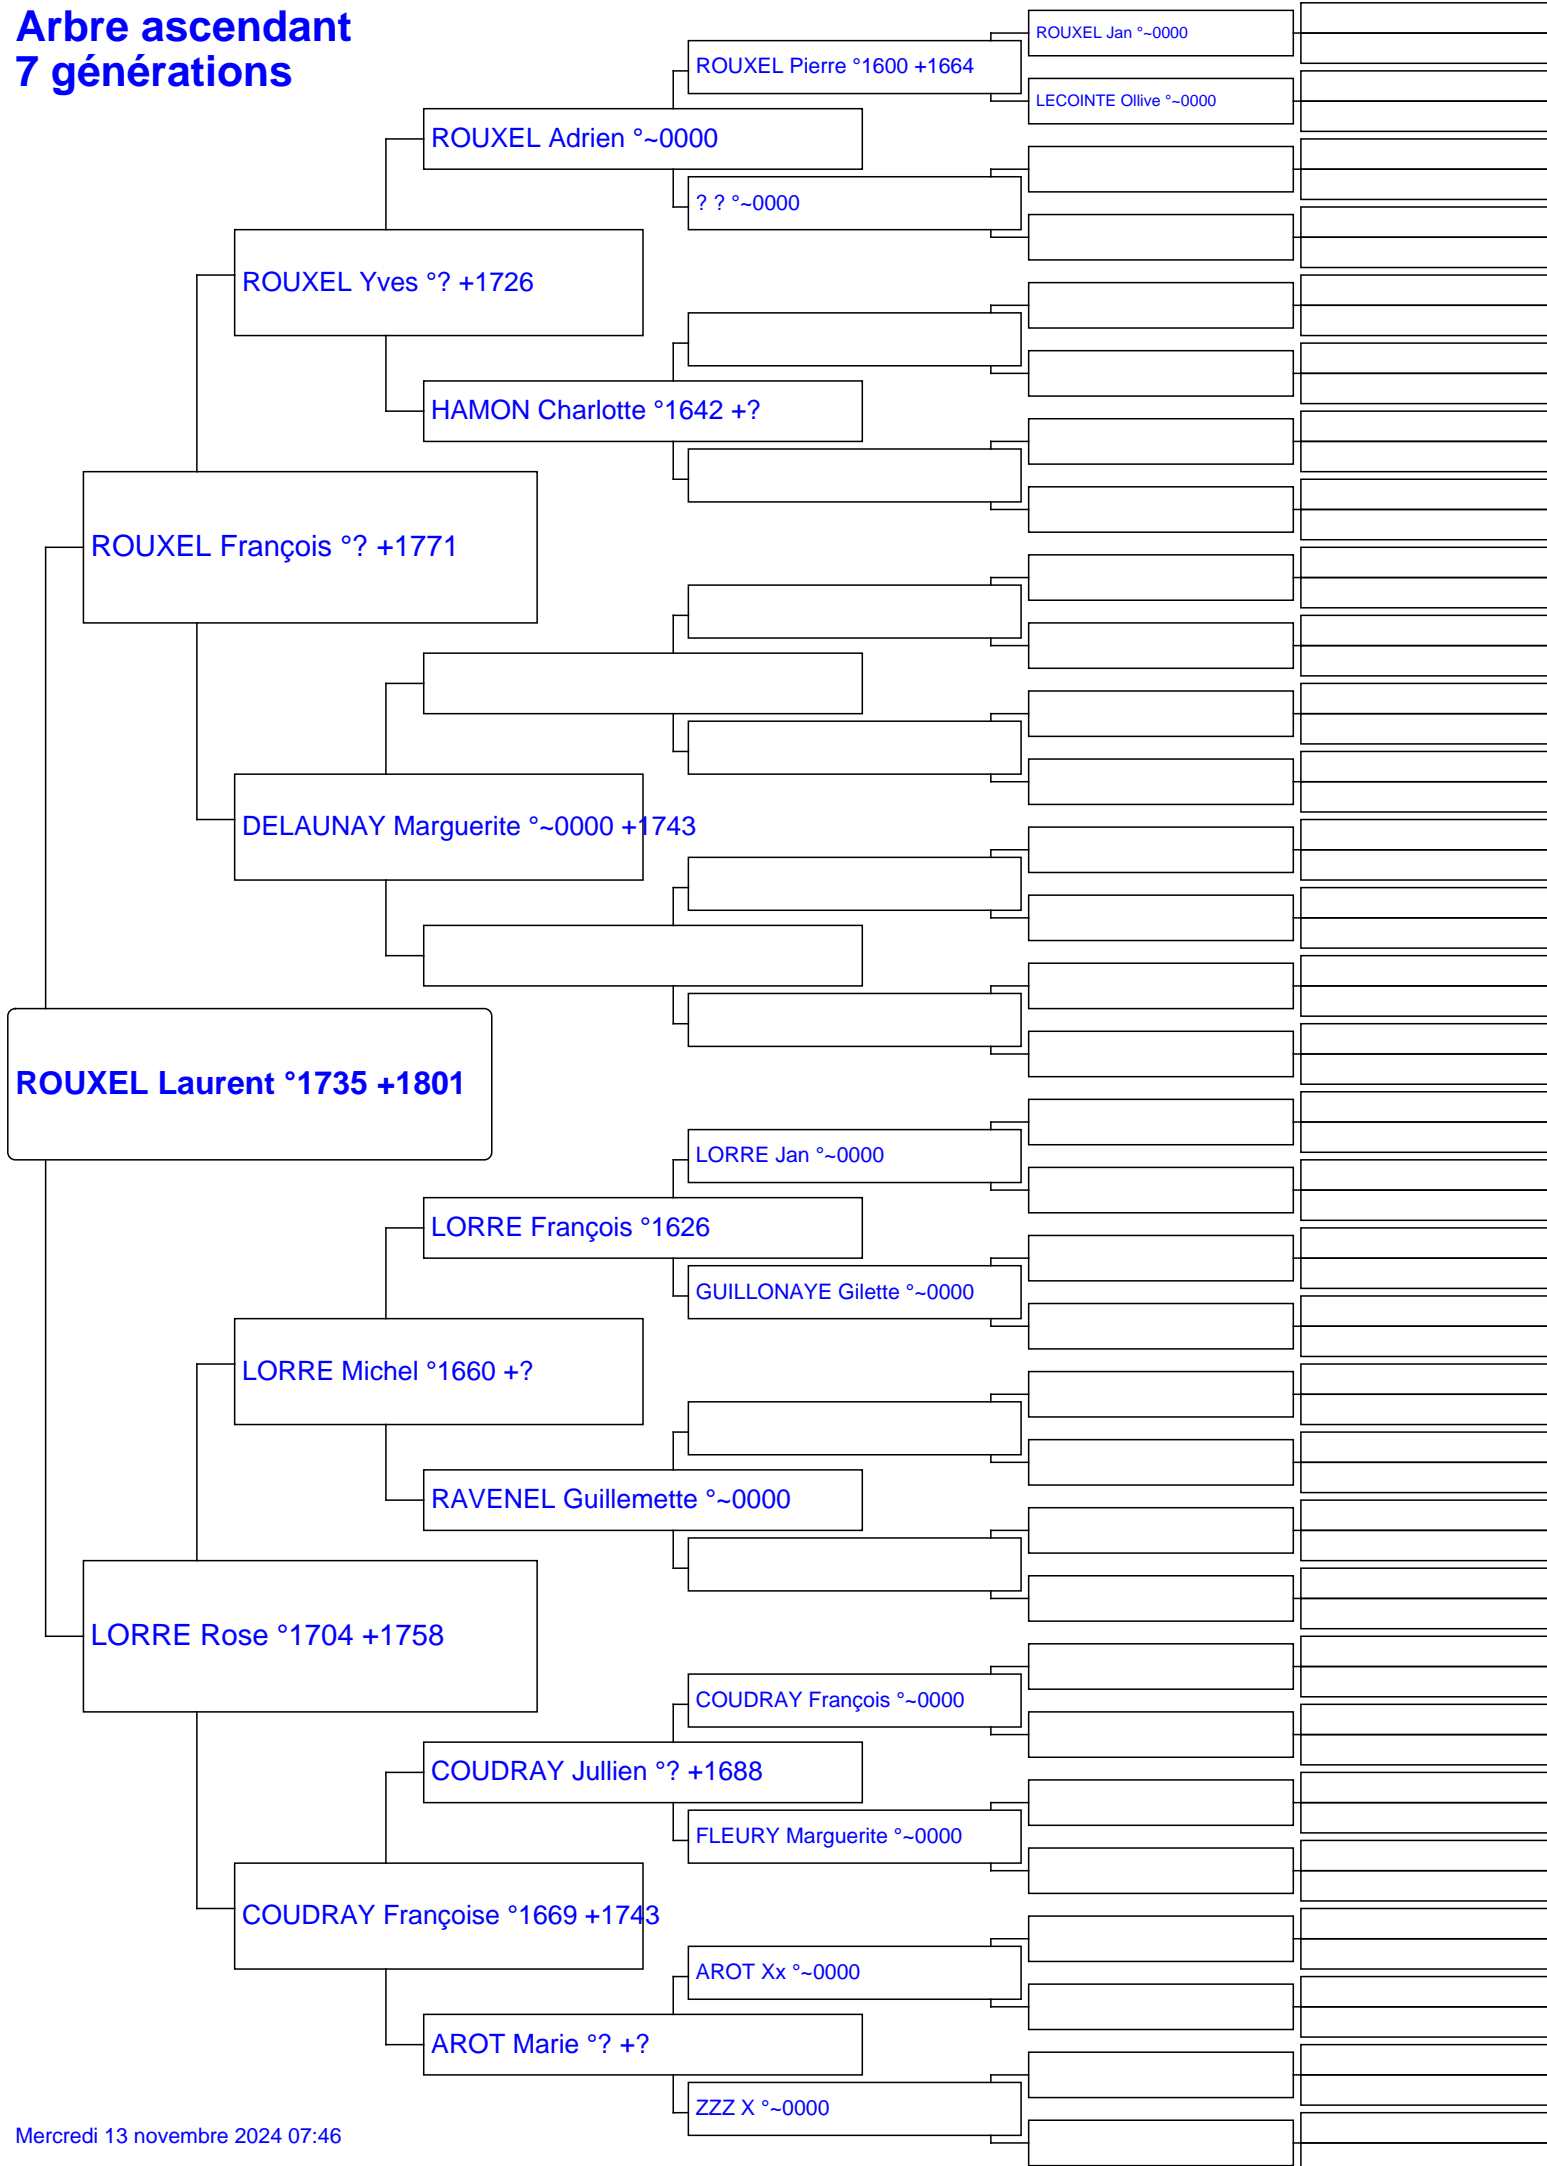 Arbre ascendant
7 générations
ROUXEL Jan °~0000
ROUXEL Pierre °1600 +1664
LECOINTE Ollive °~0000
ROUXEL Adrien °~0000
? ? °~0000
ROUXEL Yves °? +1726
HAMON Charlotte °1642 +?
ROUXEL François °? +1771
DELAUNAY Marguerite °~0000 +1743
ROUXEL Laurent °1735 +1801
LORRE Jan °~0000
LORRE François °1626
GUILLONAYE Gilette °~0000
LORRE Michel °1660 +?
RAVENEL Guillemette °~0000
LORRE Rose °1704 +1758
COUDRAY François °~0000
COUDRAY Jullien °? +1688
FLEURY Marguerite °~0000
COUDRAY Françoise °1669 +1743
AROT Xx °~0000
AROT Marie °? +?
ZZZ X °~0000
Mercredi 13 novembre 2024 07:46